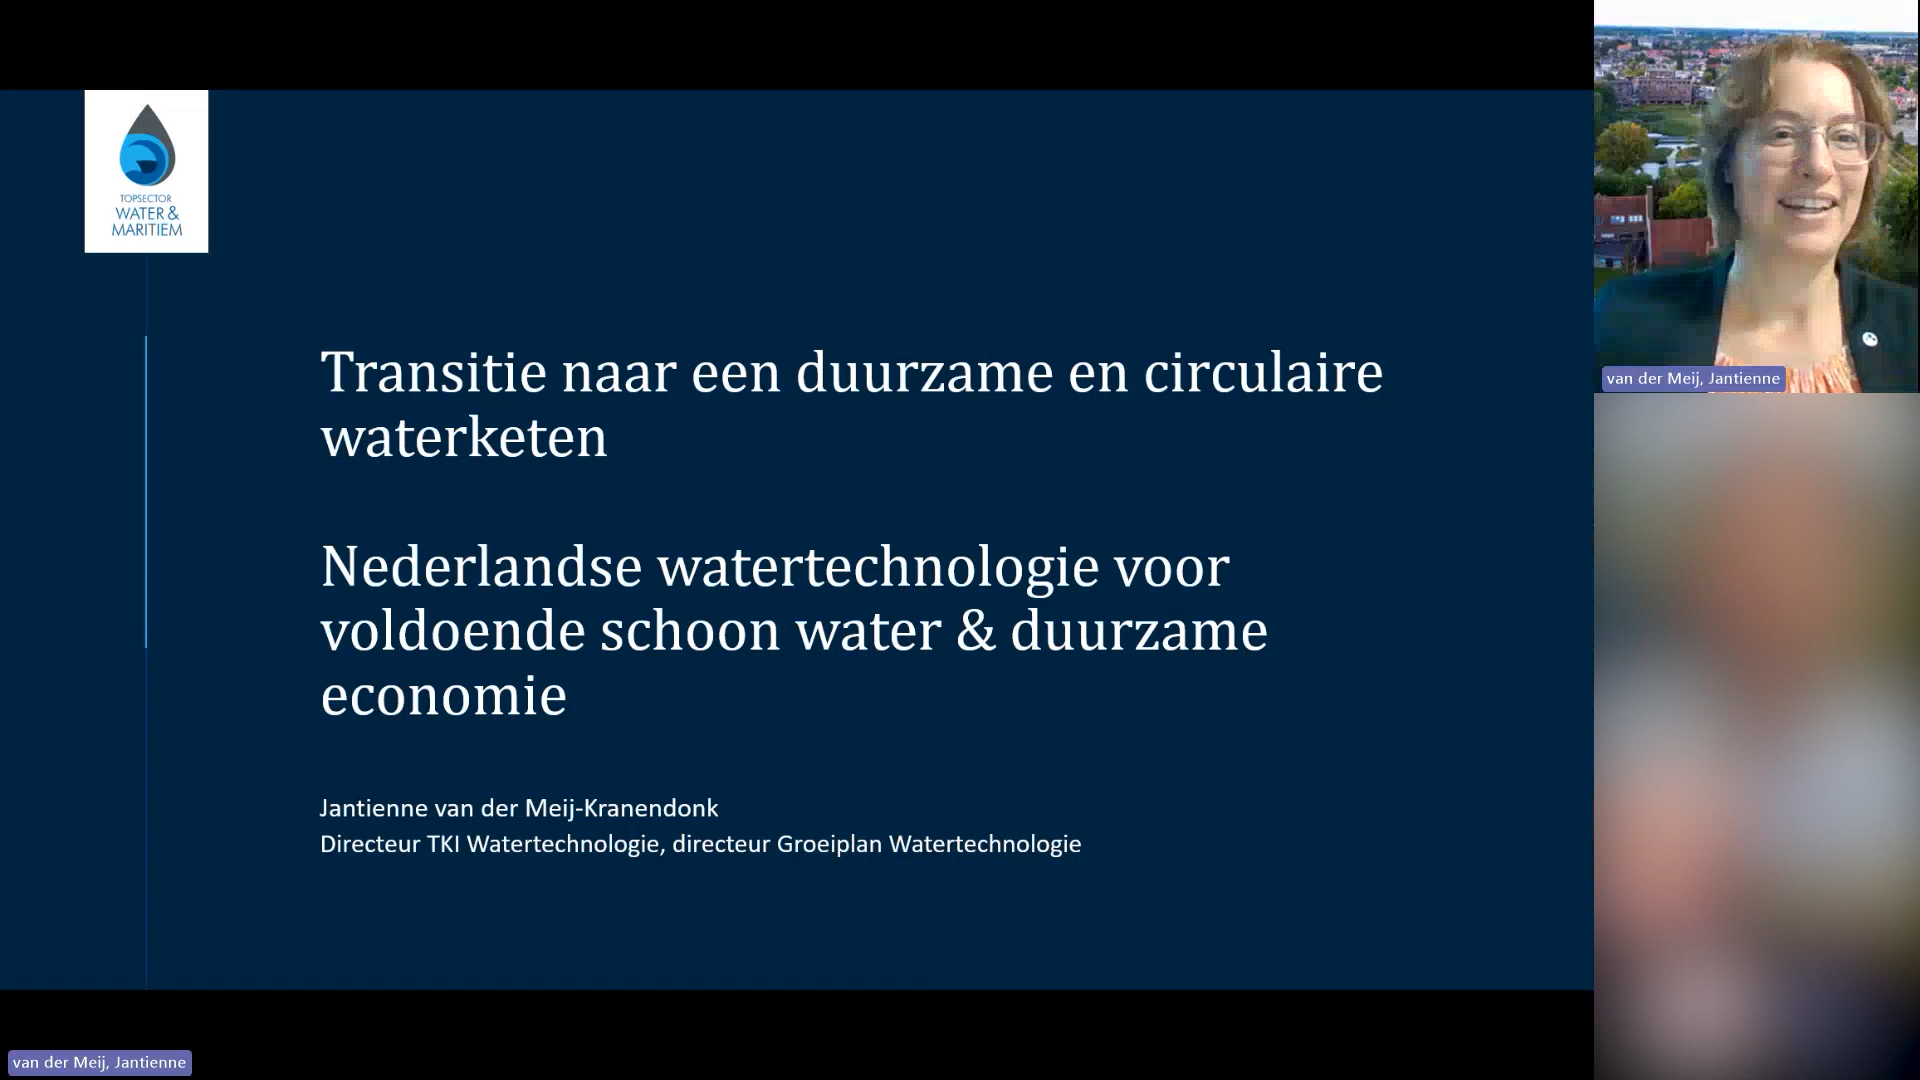 TOPSECTOR
WATER &
MARITIEM
Transitie naar een duurzame en circulaire
waterketen
Nederlandse watertechnologie voor
voldoende schoon water & duurzame
economie
Jantienne van der Meij-Kranendonk
Directeur TKI Watertechnologie, directeur Groeiplan Watertechnologie
van der Meij, Jantienne
van der Meij, Jantienne